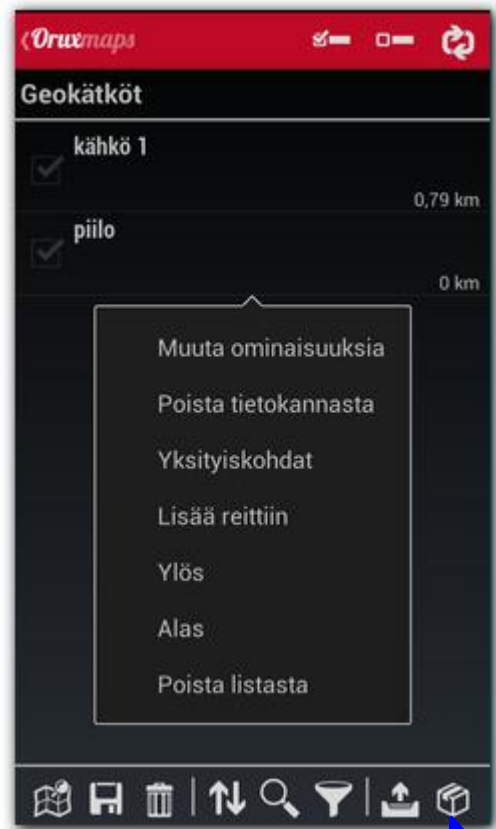 Oruxmaps
Geokätköt
kähkö 1
0,79 km
piilo
0 km
Muuta ominaisuuksia
Poista tietokannasta
Yksityiskohdat
Lisää reittiin
Ylös
Alas
Poista listasta